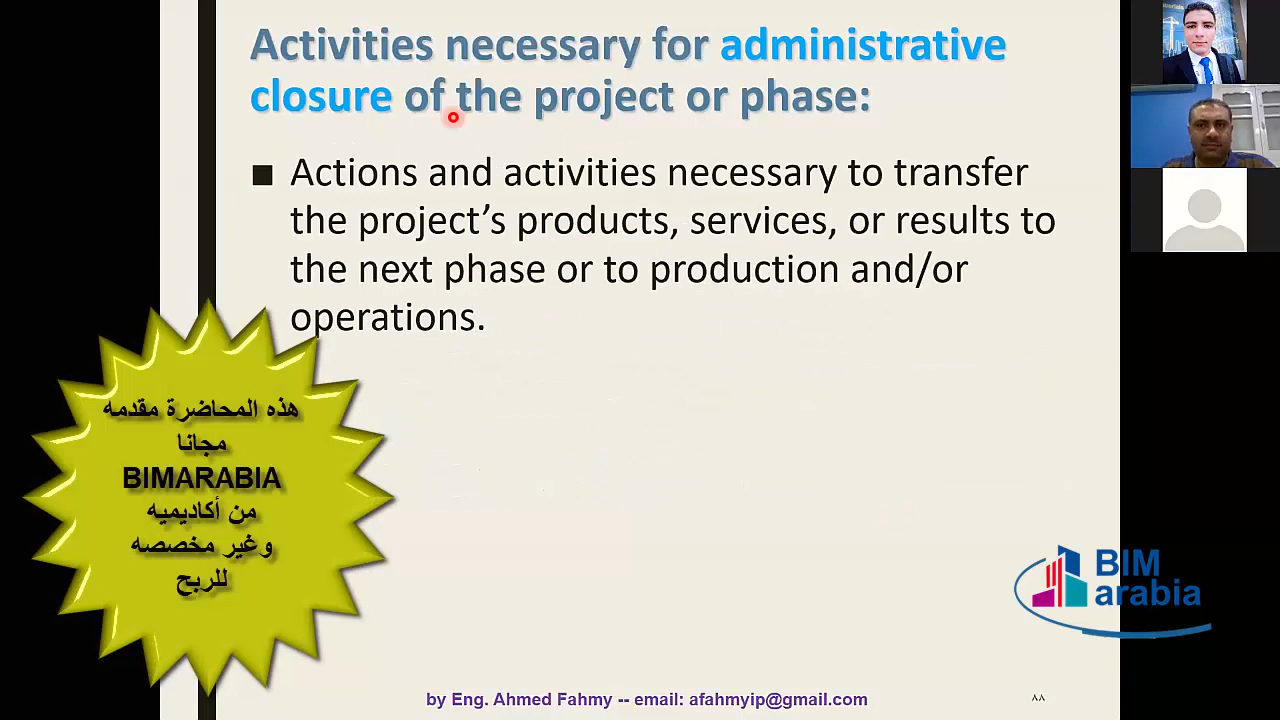 Activities necessary for administrative
closure of the project or phase:
■ Actions and activities necessary to transfer
the project’s products, services, or results to
the next phase or to production and/or
operations.
هذه المحاضرة مقدمه
مجانا
BIMARABIA
من أكاديميه
وغير مخصصه
للربح
BIM
arabia
by Eng. Ahmed Fahmy -- email: afahmyip@gmail.com
٨٨